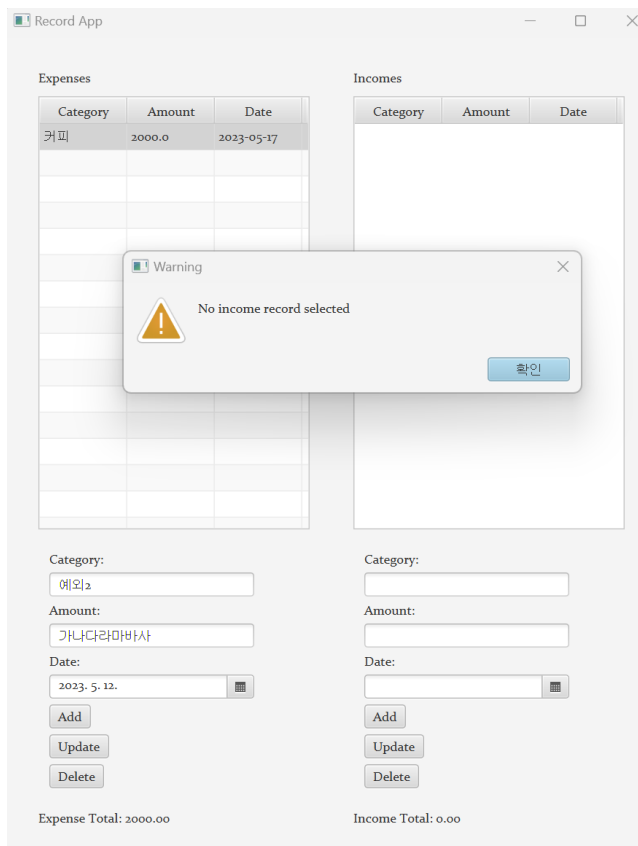 Record App
Expenses
Incomes
Category Amount Date
Category Amount Date
커피 2000.0 2023-05-17
Warning
No income record selected
확인
Category:
Category:
예외2
Amount:
Amount:
가나다라마바사
Date:
Date:
2023. 5. 12.
Add
Add
Update
Update
Delete
Delete
Expense Total: 2000.00
Income Total: 0.00